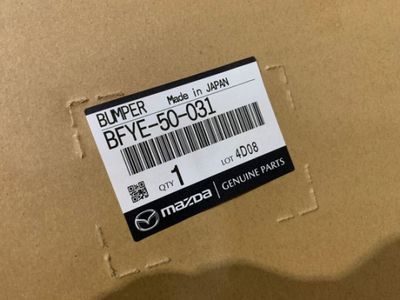 BUMPER Made in JAPAN
BFYE-50-031
QTY 1 LOT 4D08
mazda GENUINE PARTS